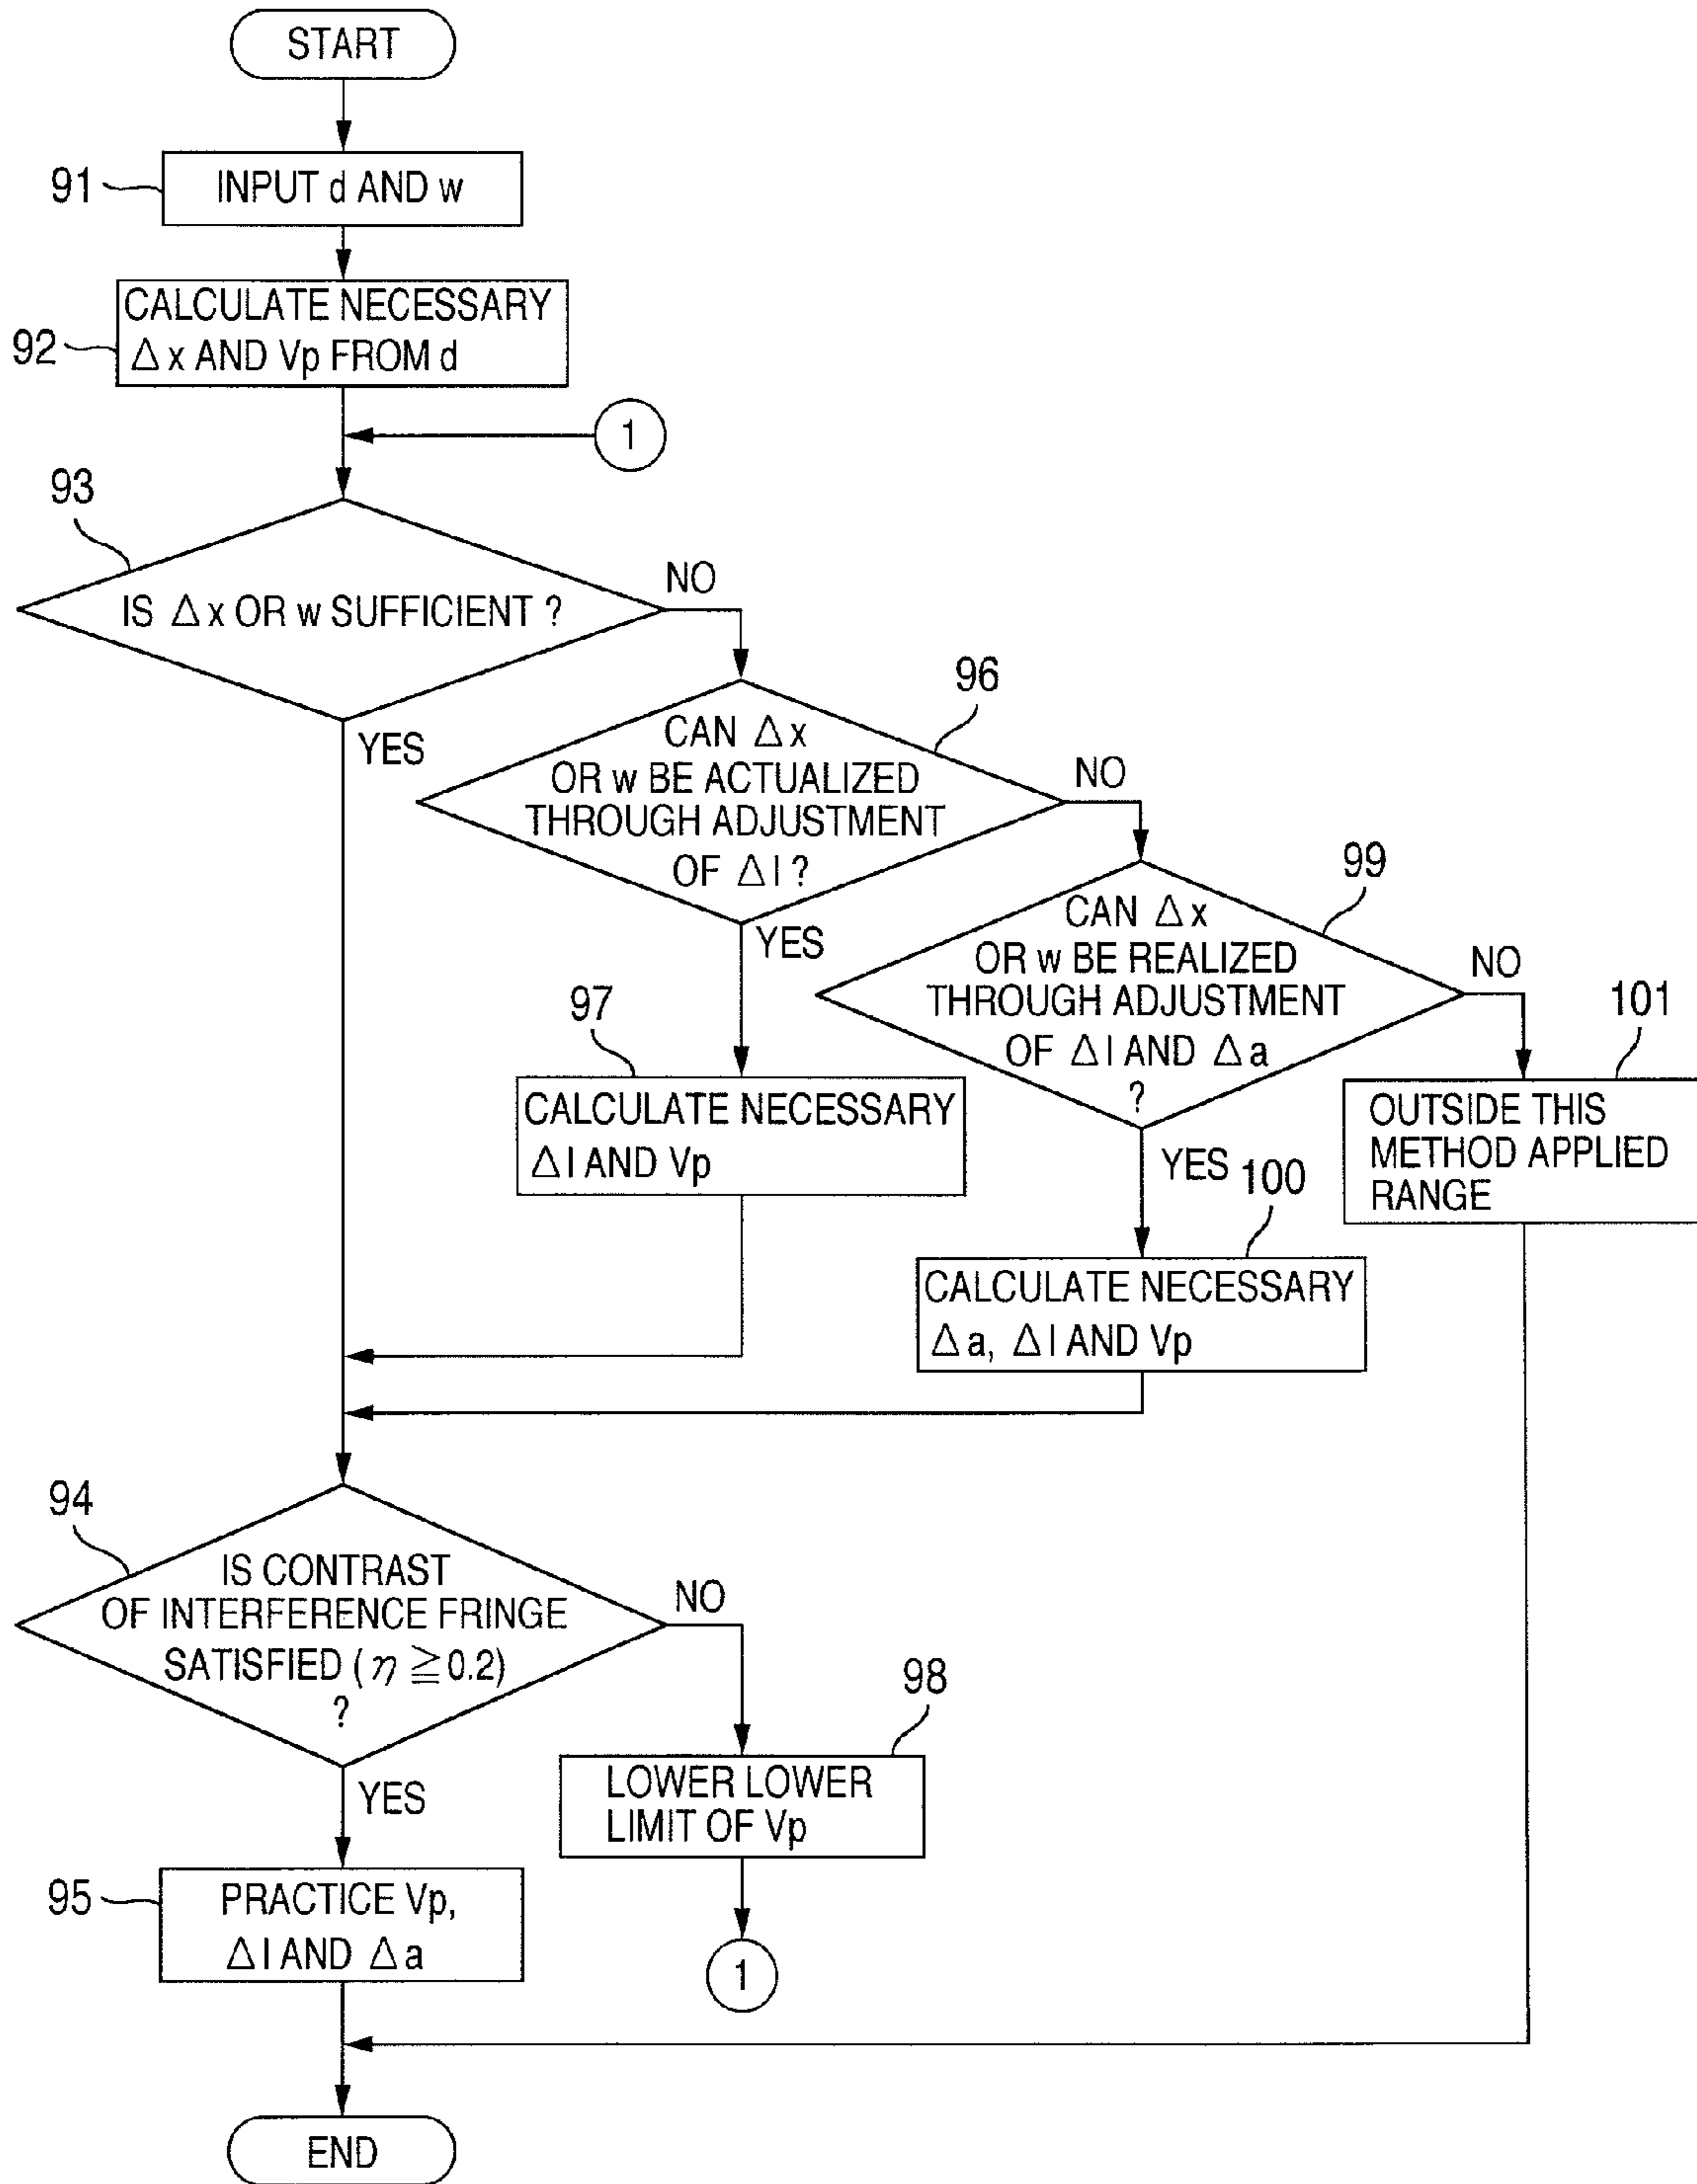 START
91
INPUT d AND w
92
CALCULATE NECESSARY
Δx AND Vp FROM d
1
93
IS Δx OR w SUFFICIENT ?
NO
YES
96
CAN Δx
OR w BE ACTUALIZED
THROUGH ADJUSTMENT
OF Δl ?
NO
YES
99
CAN Δx
OR w BE REALIZED
THROUGH ADJUSTMENT
OF Δl AND Δa
?
NO
YES
97
CALCULATE NECESSARY
Δl AND Vp
101
OUTSIDE THIS
METHOD APPLIED
RANGE
100
CALCULATE NECESSARY
Δa, Δl AND Vp
94
IS CONTRAST
OF INTERFERENCE FRINGE
SATISFIED (η ≧ 0.2)
?
NO
YES
98
LOWER LOWER
LIMIT OF Vp
95
PRACTICE Vp,
Δl AND Δa
1
END